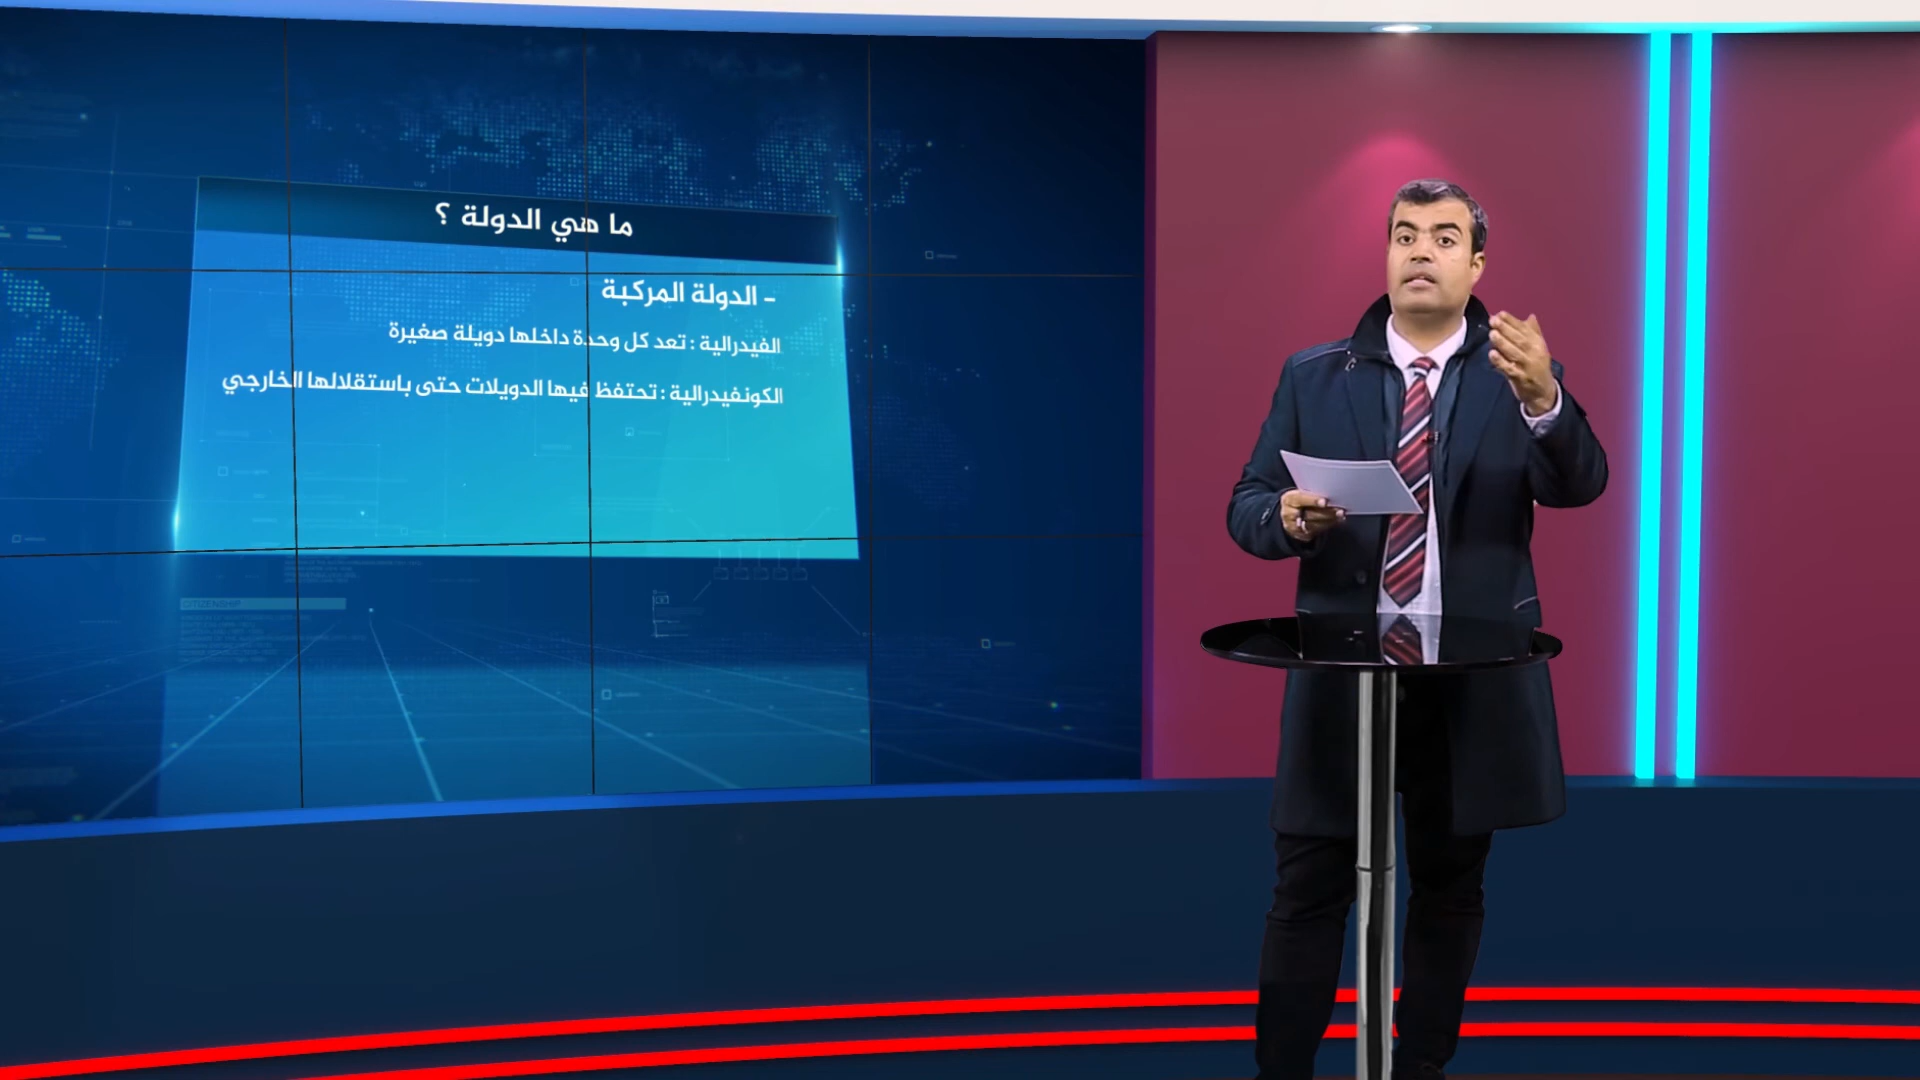 ما هي الدولة ؟
- الدولة المركبة
الفيدرالية : تعد كل وحدة داخلها دويلة صغيرة
الكونفيدرالية : تحتفظ فيها الدويلات حتى باستقلالها الخارجي
CITIZENSHIP